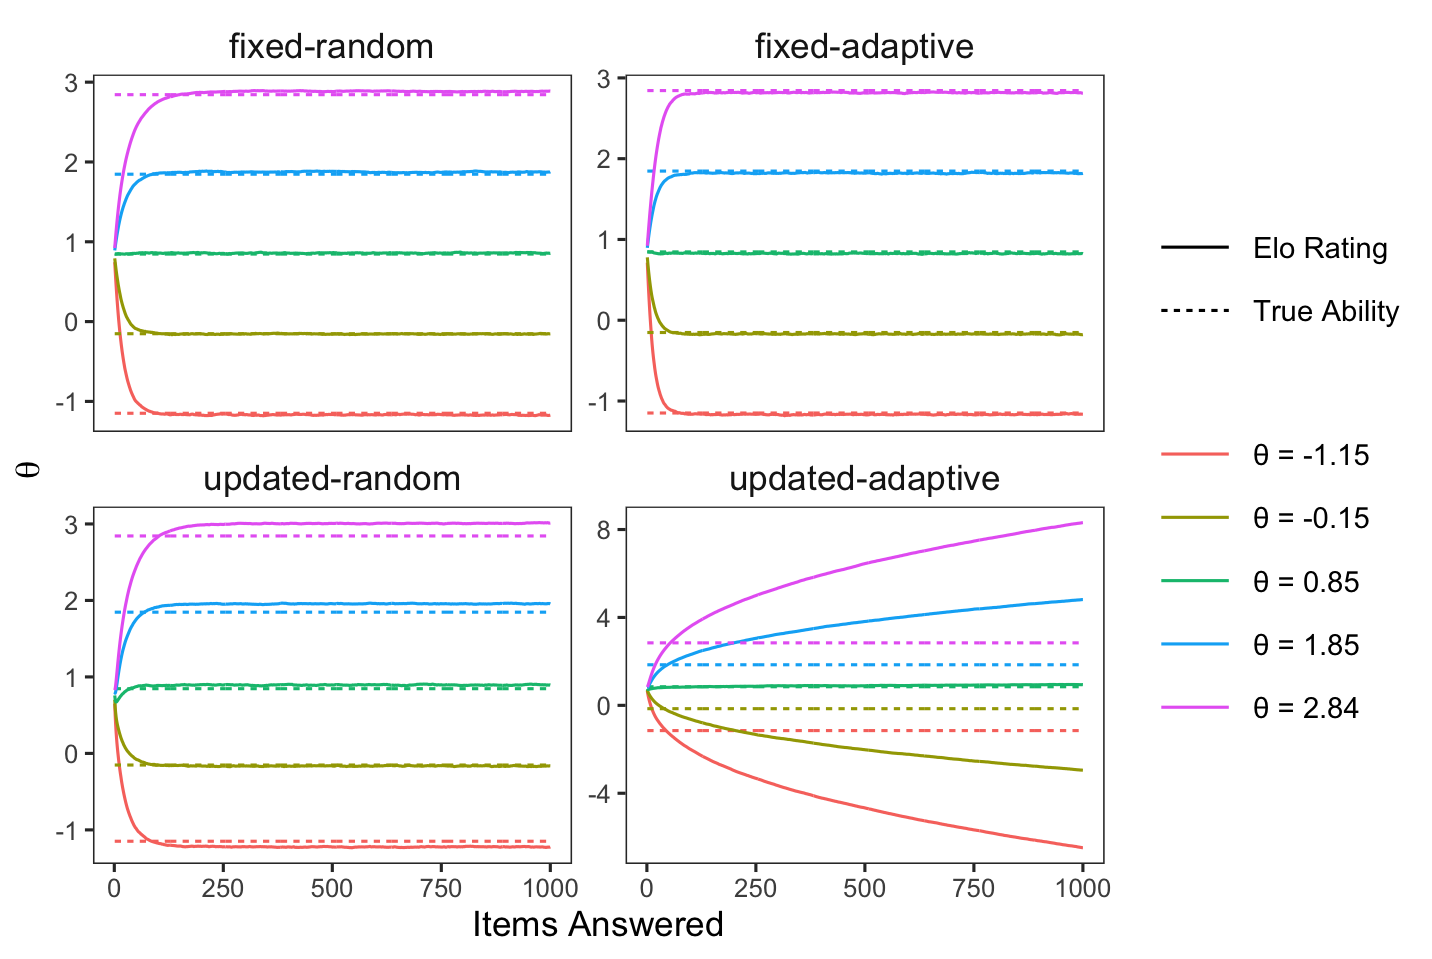 fixed-random
fixed-adaptive
3
2
1
0
-1
3
2
1
0
-1
Elo Rating
True Ability
θ
updated-random
updated-adaptive
3
2
1
0
-1
8
4
0
-4
0 250 500 750 1000
0 250 500 750 1000
Items Answered
θ = -1.15
θ = -0.15
θ = 0.85
θ = 1.85
θ = 2.84